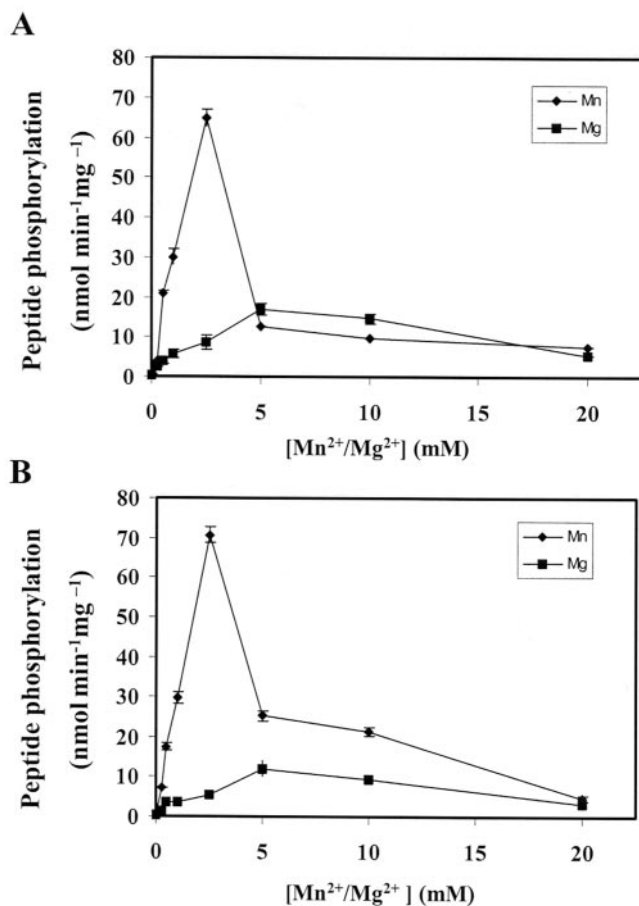 A
Peptide phosphorylation
(nmol min⁻¹mg ⁻¹)
80
70
60
50
40
30
20
10
0
Mn
Mg
0
5
10
15
20
[Mn²⁺/Mg²⁺] (mM)
B
Peptide phosphorylation
(nmol min⁻¹mg ⁻¹)
80
70
60
50
40
30
20
10
0
Mn
Mg
0
5
10
15
20
[Mn²⁺/Mg²⁺ ] (mM)